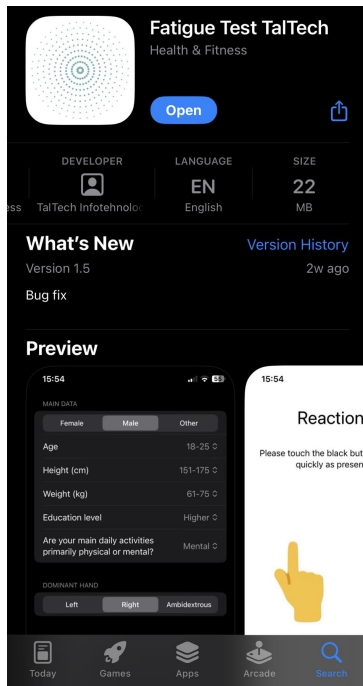 Fatigue Test TalTech
Health & Fitness
Open
DEVELOPER
LANGUAGE
SIZE
EN
22
ess
TalTech Infotehnolo
English
MB
What's New
Version History
Version 1.5
2w ago
Bug fix
Preview
15:54
55
MAIN DATA
Female
Male
Other
Age
18-25
Height (cm)
151-175
Weight (kg)
61-75
Education level
Higher
Are your main daily activities
primarily physical or mental?
Mental
DOMINANT HAND
Left
Right
Ambidextrous
15:54
Reaction
Please touch the black but
quickly as presen
Today
Games
Apps
Arcade
Search